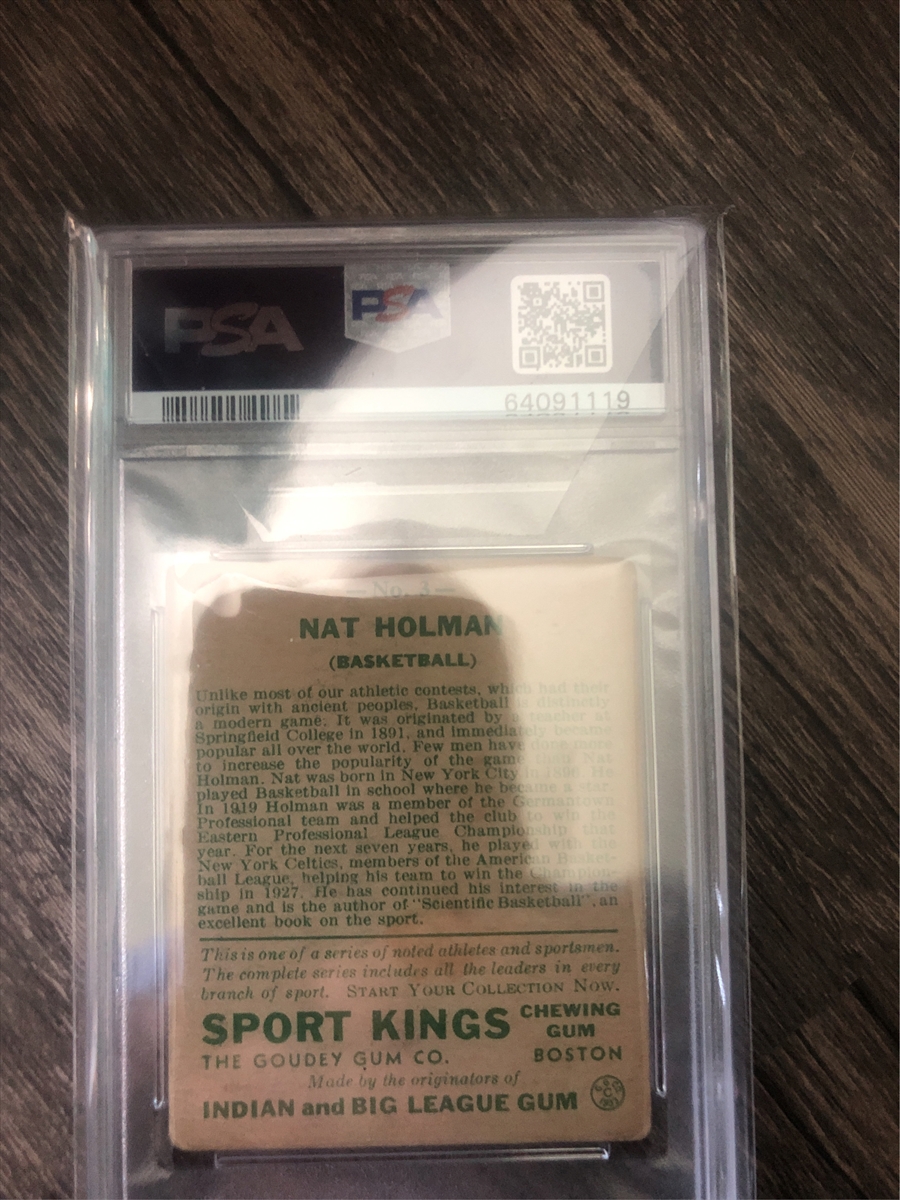 PSA
PSA
64091119
— No. 3 —
NAT HOLMAN
(BASKETBALL)
Unlike most of our athletic contests, which had their
origin with ancient peoples, Basketball is distinctly
a modern game. It was originated by a teacher at
Springfield College in 1891, and immediately became
popular all over the world. Few men have done more
to increase the popularity of the game than Nat
Holman. Nat was born in New York City in 1896. He
played Basketball in school where he became a star.
In 1919 Holman was a member of the Germantown
Professional team and helped the club to win the
Eastern Professional League Championship that
year. For the next seven years, he played with the
New York Celtics, members of the American Basket-
ball League, helping his team to win the Champion-
ship in 1927. He has continued his interest in the
game and is the author of "Scientific Basketball", an
excellent book on the sport.
This is one of a series of noted athletes and sportsmen.
The complete series includes all the leaders in every
branch of sport. START YOUR COLLECTION NOW.
SPORT KINGS CHEWING GUM
THE GOUDEY GUM CO. BOSTON
Made by the originators of
INDIAN and BIG LEAGUE GUM